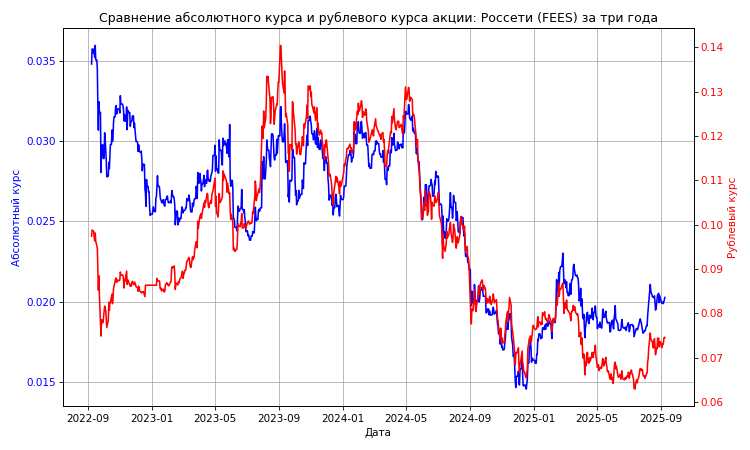 Сравнение абсолютного курса и рублевого курса акции: Россети (FEES) за три года
0.035
0.030
0.025
0.020
0.015
Абсолютный курс
0.14
0.13
0.12
0.11
0.10
0.09
0.08
0.07
0.06
Рублевый курс
2022-09 2023-01 2023-05 2023-09 2024-01 2024-05 2024-09 2025-01 2025-05 2025-09
Дата